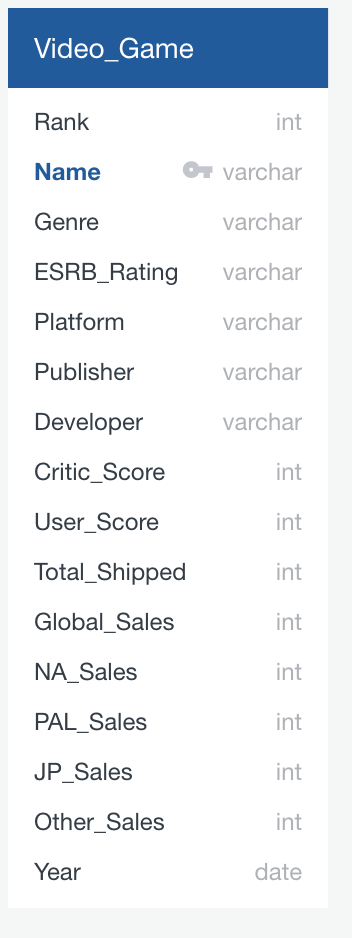 Video_Game
Rank int
Name varchar
Genre varchar
ESRB_Rating varchar
Platform varchar
Publisher varchar
Developer varchar
Critic_Score int
User_Score int
Total_Shipped int
Global_Sales int
NA_Sales int
PAL_Sales int
JP_Sales int
Other_Sales int
Year date